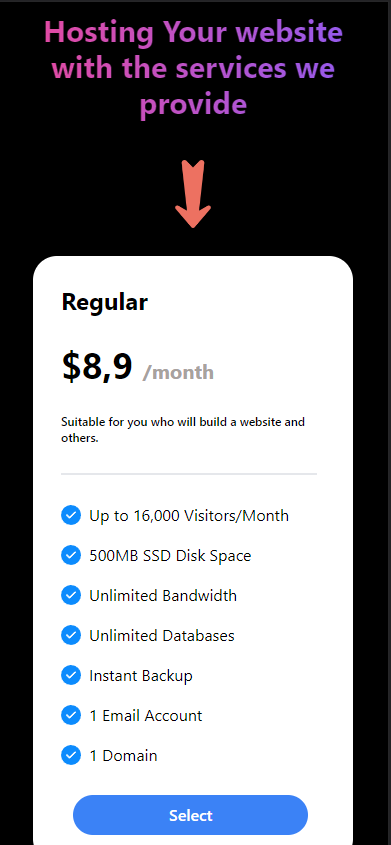 Hosting Your website
with the services we
provide
Regular
$8,9 /month
Suitable for you who will build a website and
others.
Up to 16,000 Visitors/Month
500MB SSD Disk Space
Unlimited Bandwidth
Unlimited Databases
Instant Backup
1 Email Account
1 Domain
Select